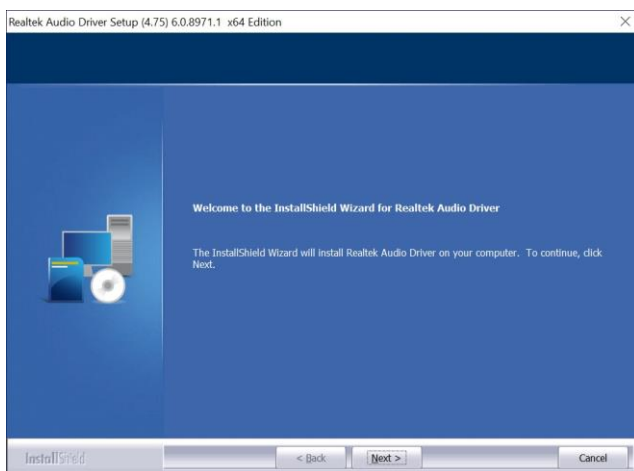 Realtek Audio Driver Setup (4.75) 6.0.8971.1 x64 Edition
Welcome to the InstallShield Wizard for Realtek Audio Driver
The InstallShield Wizard will install Realtek Audio Driver on your computer. To continue, click
Next.
InstallShield
< Back Next > Cancel